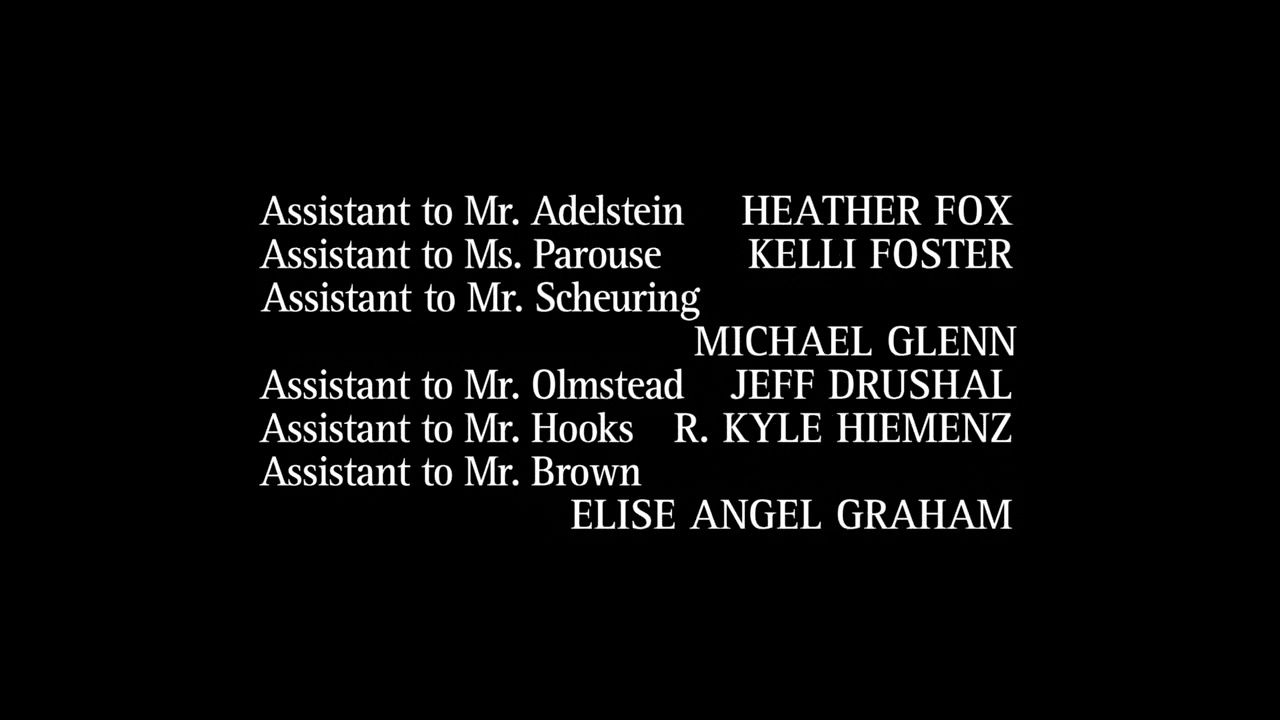 Assistant to Mr. Adelstein HEATHER FOX
Assistant to Ms. Parouse KELLI FOSTER
Assistant to Mr. Scheuring
MICHAEL GLENN
Assistant to Mr. Olmstead JEFF DRUSHAL
Assistant to Mr. Hooks R. KYLE HIEMENZ
Assistant to Mr. Brown
ELISE ANGEL GRAHAM